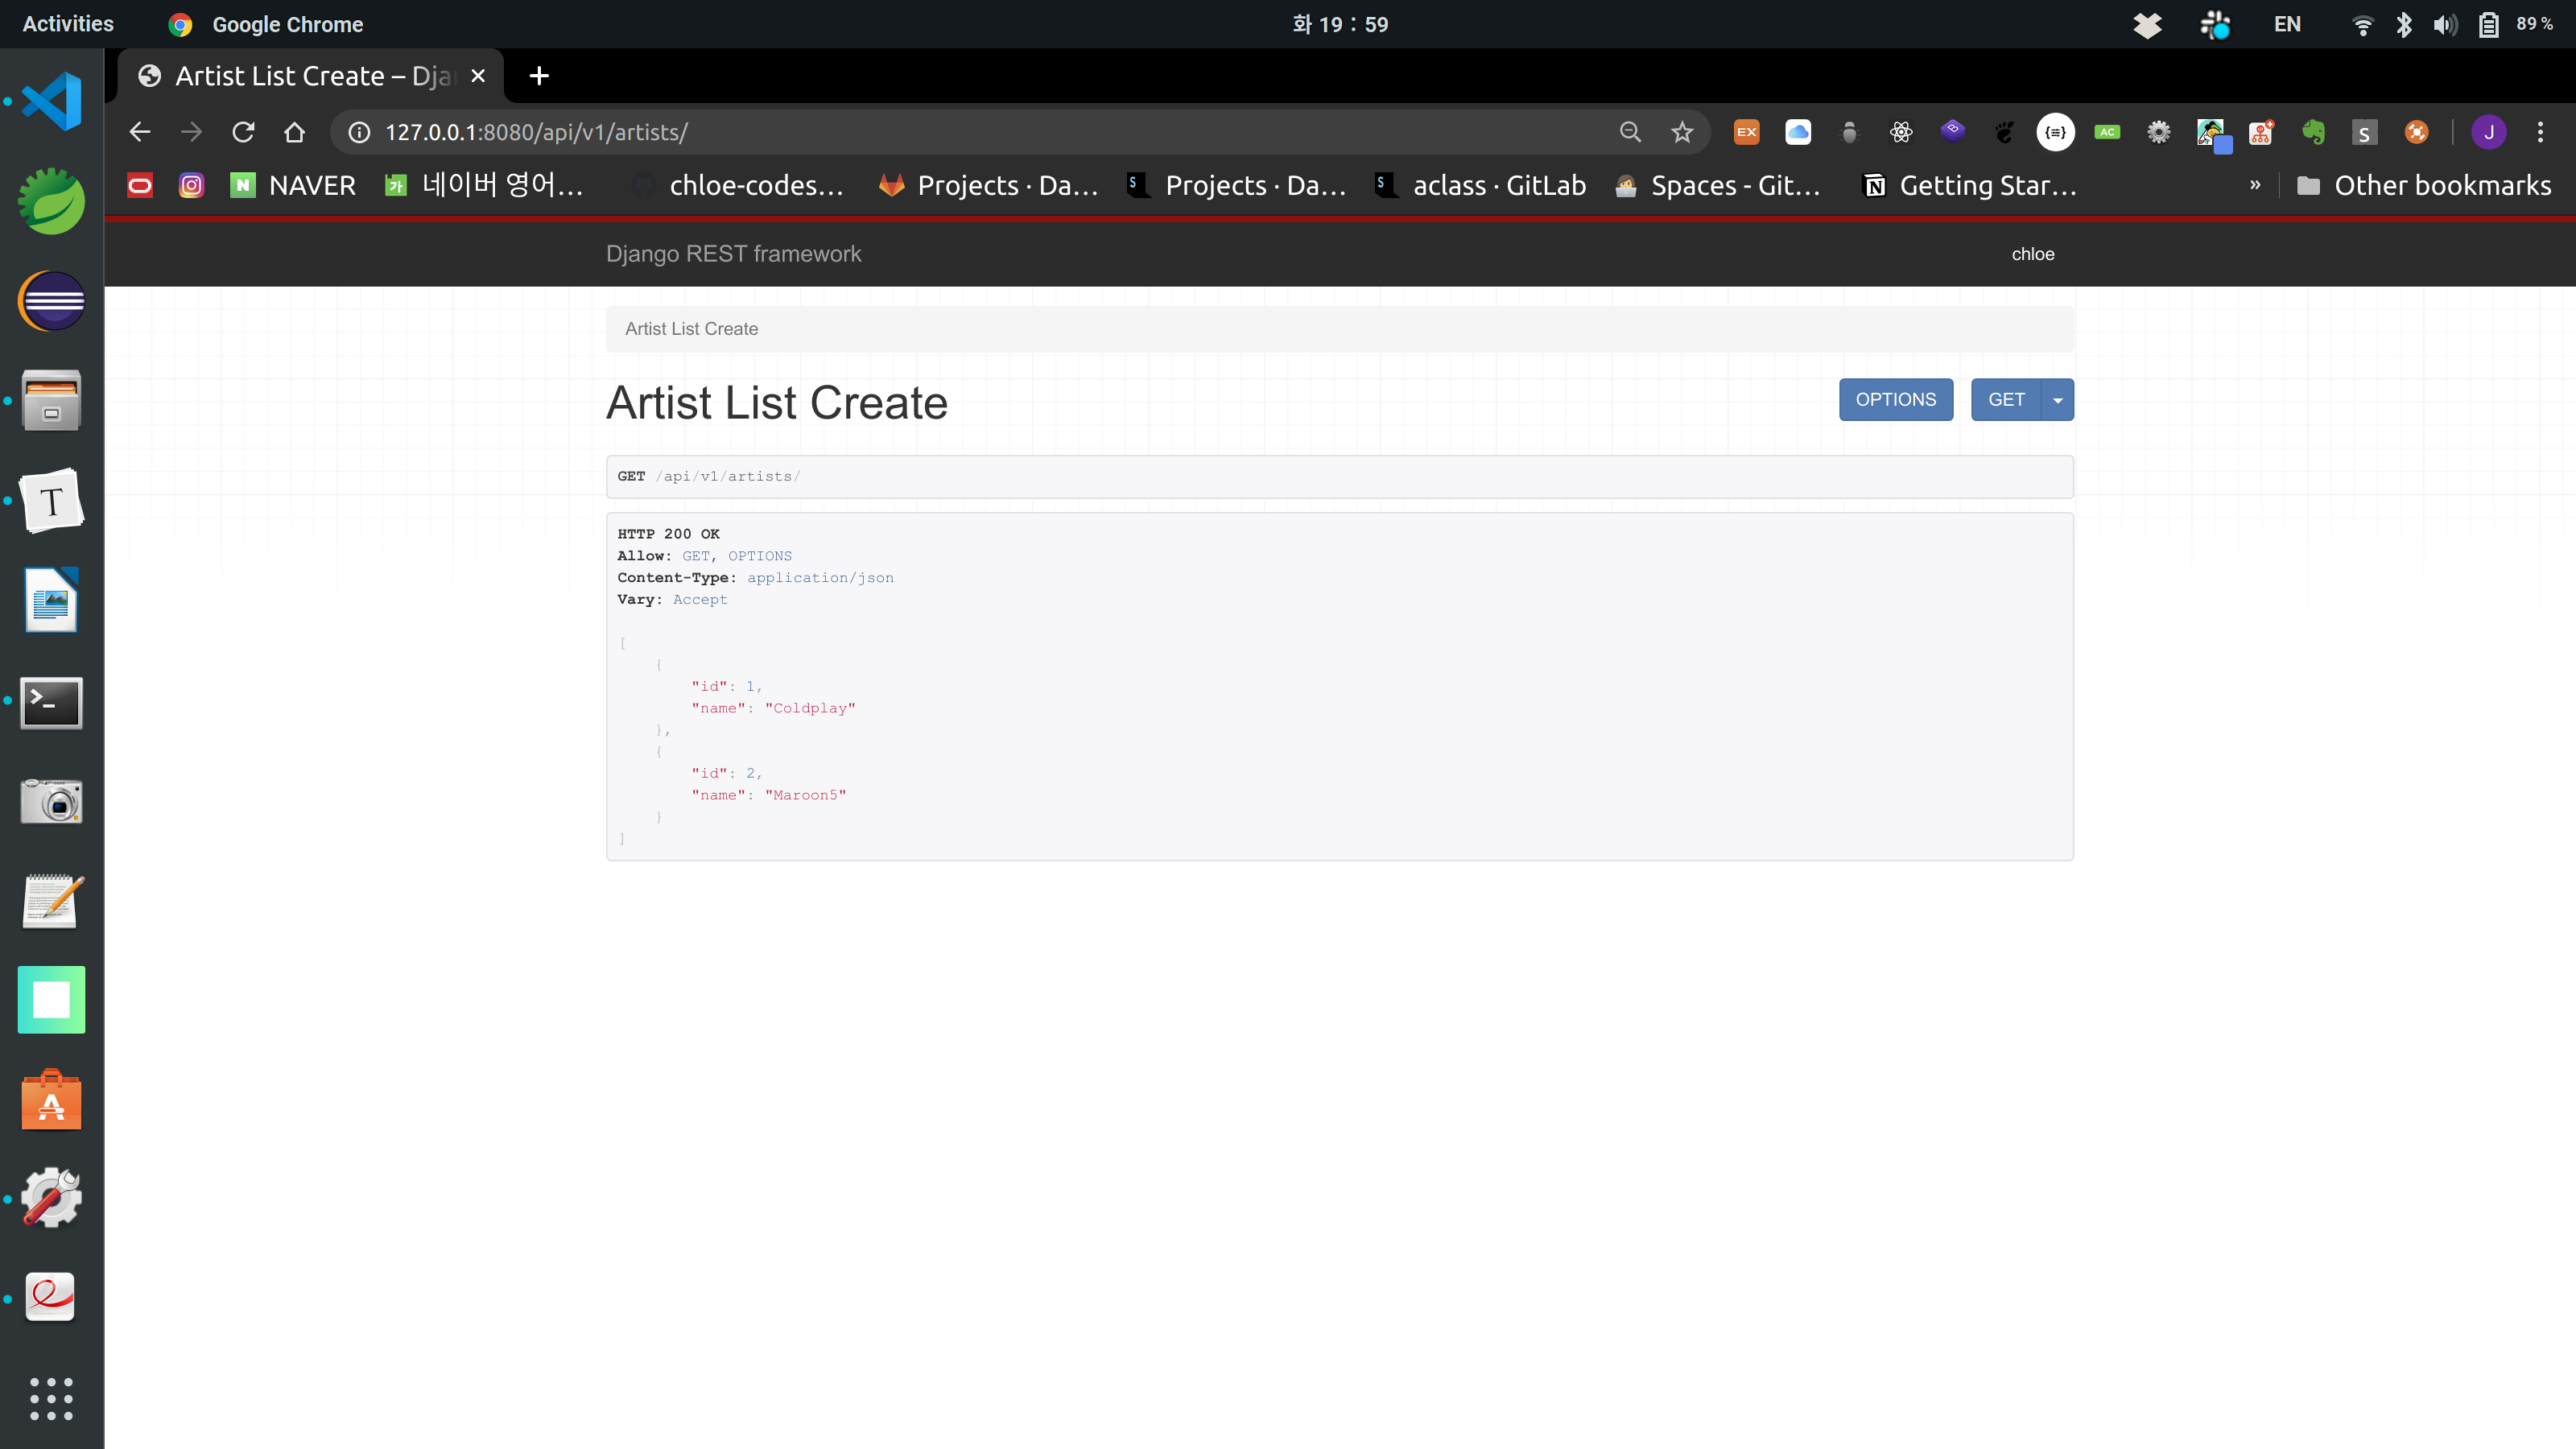 Activities Google Chrome 화 19 : 59 EN 89 %
Artist List Create – Dja
127.0.0.1:8080/api/v1/artists/ EX {≡} AC S J
N NAVER 가 네이버 영어… chloe-codes… $ Projects · Da… $ Projects · Da… $ aclass · GitLab Spaces - Git… N Getting Star… » Other bookmarks
Django REST framework chloe
Artist List Create
Artist List Create OPTIONS GET
GET /api/v1/artists/
HTTP 200 OK
Allow: GET, OPTIONS
Content-Type: application/json
Vary: Accept
[
{
"id": 1,
"name": "Coldplay"
},
{
"id": 2,
"name": "Maroon5"
}
]
T
>_
A